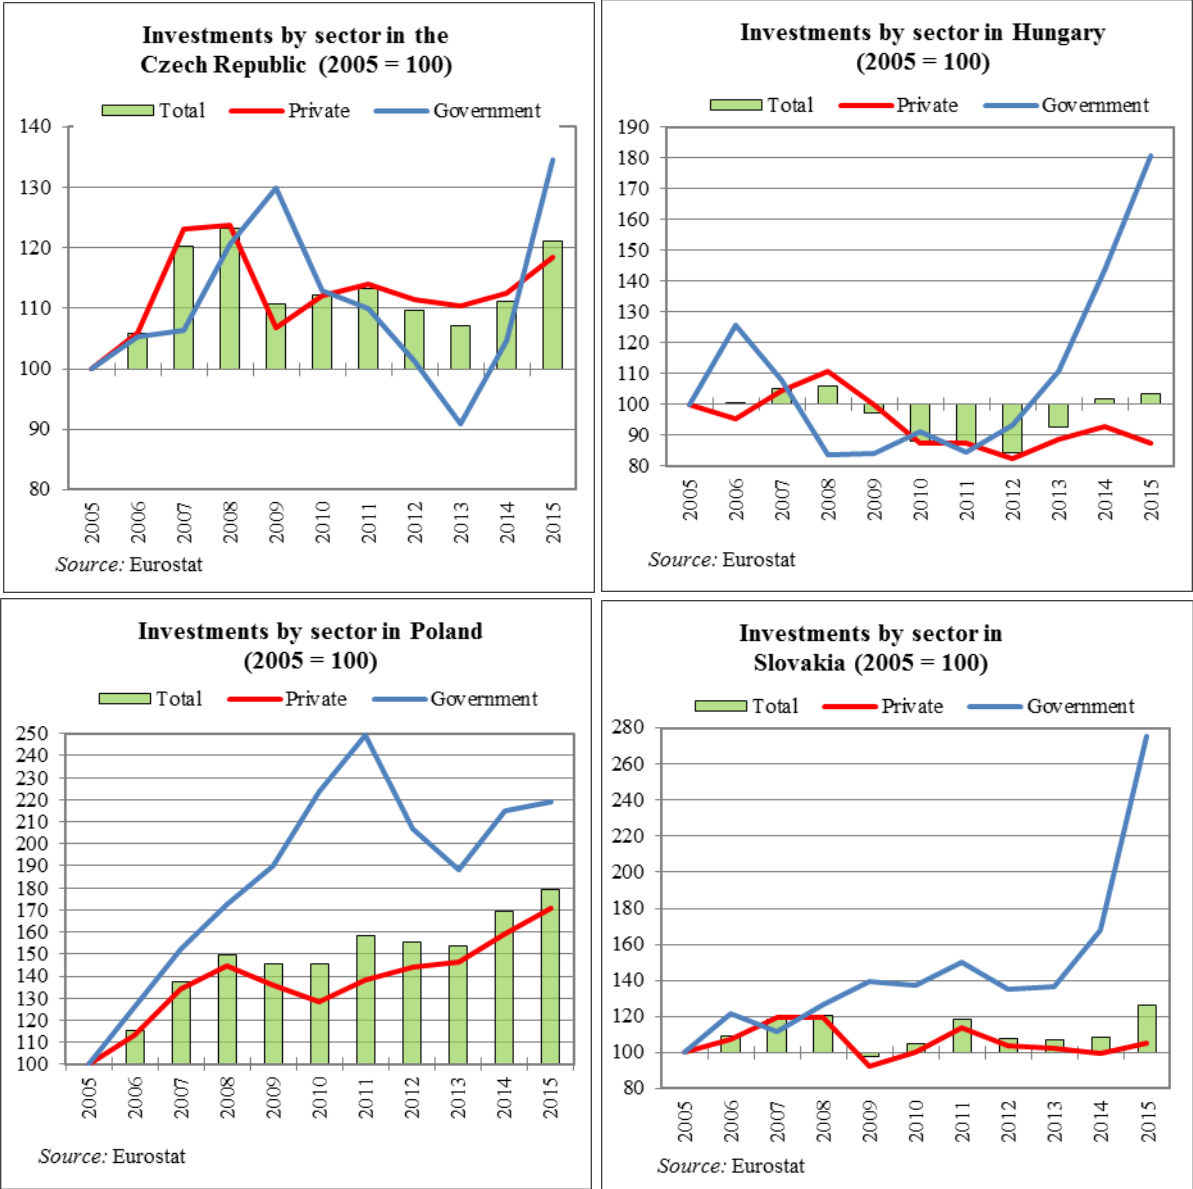 Investments by sector in the
Czech Republic (2005 = 100)
Total Private Government
140
130
120
110
100
90
80
2005 2006 2007 2008 2009 2010 2011 2012 2013 2014 2015
Source: Eurostat
Investments by sector in Hungary
(2005 = 100)
Total Private Government
190
180
170
160
150
140
130
120
110
100
90
80
2005 2006 2007 2008 2009 2010 2011 2012 2013 2014 2015
Source: Eurostat
Investments by sector in Poland
(2005 = 100)
Total Private Government
250
240
230
220
210
200
190
180
170
160
150
140
130
120
110
100
2005 2006 2007 2008 2009 2010 2011 2012 2013 2014 2015
Source: Eurostat
Investments by sector in
Slovakia (2005 = 100)
Total Private Government
280
260
240
220
200
180
160
140
120
100
80
2005 2006 2007 2008 2009 2010 2011 2012 2013 2014 2015
Source: Eurostat